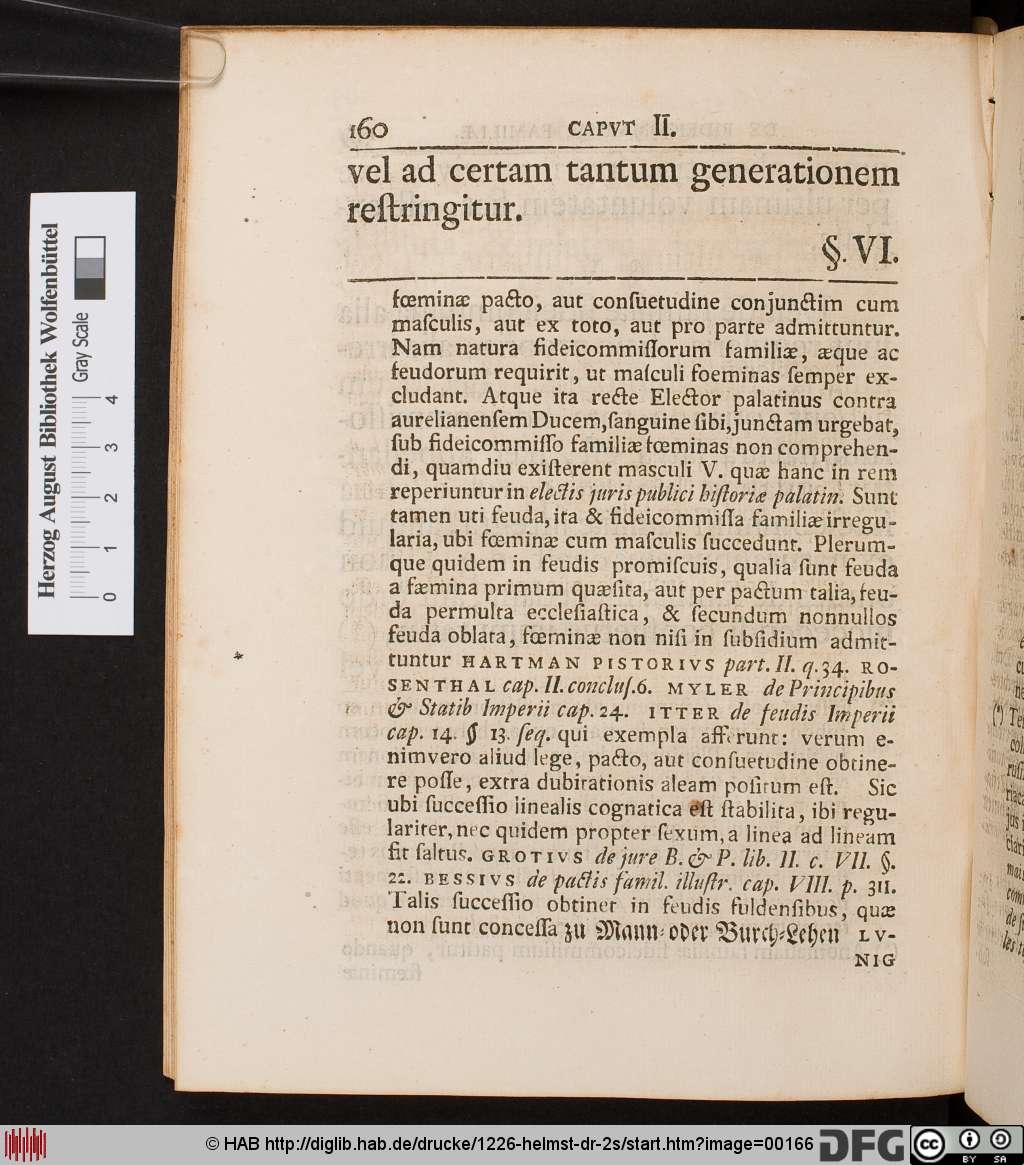 160 CAPVT II.
vel ad certam tantum generationem
reſtringitur.
§. VI.
fœminæ pacto, aut conſuetudine conjunctim cum
maſculis, aut ex toto, aut pro parte admittuntur.
Nam natura fideicommiſſorum familiæ, æque ac
feudorum requirit, ut maſculi foeminas ſemper ex-
cludant. Atque ita recte Elector palatinus contra
aurelianenſem Ducem, ſanguine ſibi, junctam urgebat,
ſub fideicommiſſo familiæ fœminas non comprehen-
di, quamdiu exiſterent masculi V. quæ hanc in rem
reperiuntur in electis juris publici hiſtoriæ palatin. Sunt
tamen uti feuda, ita & fideicommiſſa familiæ irregu-
laria, ubi fœminæ cum maſculis ſuccedunt. Plerum-
que quidem in feudis promiſcuis, qualia ſunt feuda
a fæmina primum quæſita, aut per pactum talia, feu-
da permulta eccleſiaſtica, & ſecundum nonnullos
feuda oblata, fœminæ non niſi in ſubſidium admit-
tuntur HARTMAN PISTORIVS part. II. q. 34. RO-
SENTHAL cap. II. concluſ. 6. MYLER de Principibus
& Statib Imperii cap. 24. ITTER de feudis Imperii
cap. 14. § 13. ſeq. qui exempla afferunt: verum e-
nimvero aliud lege, pacto, aut conſuetudine obtine-
re poſſe, extra dubitationis aleam poſitum eſt. Sic
ubi ſucceſſio linealis cognatica eſt ſtabilita, ibi regu-
lariter, nec quidem propter ſexum, a linea ad lineam
fit ſaltus. GROTIVS de jure B. & P. lib. II. c. VII. §.
22. BESSIVS de pactis famil. illuſtr. cap. VIII. p. 311.
Talis ſucceſſio obtinet in feudis fuldenſibus, quæ
non ſunt conceſſa zu Mann- oder Burch-Lehen LV-
NIG
Herzog August Bibliothek Wolfenbüttel
Gray Scale
0 1 2 3 4
© HAB http://diglib.hab.de/drucke/1226-helmst-dr-2s/start.htm?image=00166
DFG
cc BY SA